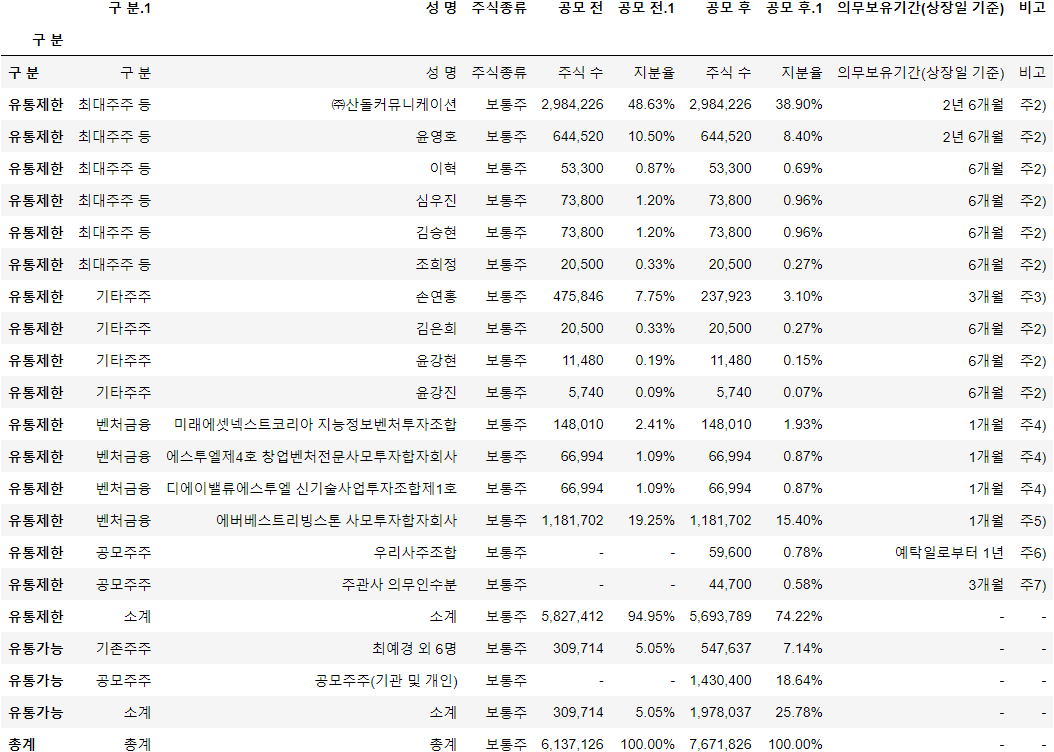 구 분.1 성 명 주식종류 공모 전 공모 전.1 공모 후 공모 후.1 의무보유기간(상장일 기준) 비고
구 분
구 분 구 분 성 명 주식종류 주식 수 지분율 주식 수 지분율 의무보유기간(상장일 기준) 비고
유통제한 최대주주 등 ㈜산돌커뮤니케이션 보통주 2,984,226 48.63% 2,984,226 38.90% 2년 6개월 주2)
유통제한 최대주주 등 윤영호 보통주 644,520 10.50% 644,520 8.40% 2년 6개월 주2)
유통제한 최대주주 등 이혁 보통주 53,300 0.87% 53,300 0.69% 6개월 주2)
유통제한 최대주주 등 심우진 보통주 73,800 1.20% 73,800 0.96% 6개월 주2)
유통제한 최대주주 등 김승현 보통주 73,800 1.20% 73,800 0.96% 6개월 주2)
유통제한 최대주주 등 조희정 보통주 20,500 0.33% 20,500 0.27% 6개월 주2)
유통제한 기타주주 손연홍 보통주 475,846 7.75% 237,923 3.10% 3개월 주3)
유통제한 기타주주 김은희 보통주 20,500 0.33% 20,500 0.27% 6개월 주2)
유통제한 기타주주 윤강현 보통주 11,480 0.19% 11,480 0.15% 6개월 주2)
유통제한 기타주주 윤강진 보통주 5,740 0.09% 5,740 0.07% 6개월 주2)
유통제한 벤처금융 미래에셋넥스트코리아 지능정보벤처투자조합 보통주 148,010 2.41% 148,010 1.93% 1개월 주4)
유통제한 벤처금융 에스투엘제4호 창업벤처전문사모투자합자회사 보통주 66,994 1.09% 66,994 0.87% 1개월 주4)
유통제한 벤처금융 디에이밸류에스투엘 신기술사업투자조합제1호 보통주 66,994 1.09% 66,994 0.87% 1개월 주4)
유통제한 벤처금융 에버베스트리빙스톤 사모투자합자회사 보통주 1,181,702 19.25% 1,181,702 15.40% 1개월 주5)
유통제한 공모주주 우리사주조합 보통주 - - 59,600 0.78% 예탁일로부터 1년 주6)
유통제한 공모주주 주관사 의무인수분 보통주 - - 44,700 0.58% 3개월 주7)
유통제한 소계 소계 보통주 5,827,412 94.95% 5,693,789 74.22% - -
유통가능 기존주주 최예경 외 6명 보통주 309,714 5.05% 547,637 7.14% - -
유통가능 공모주주 공모주주(기관 및 개인) 보통주 - - 1,430,400 18.64% - -
유통가능 소계 소계 보통주 309,714 5.05% 1,978,037 25.78% - -
총계 총계 총계 보통주 6,137,126 100.00% 7,671,826 100.00% - -